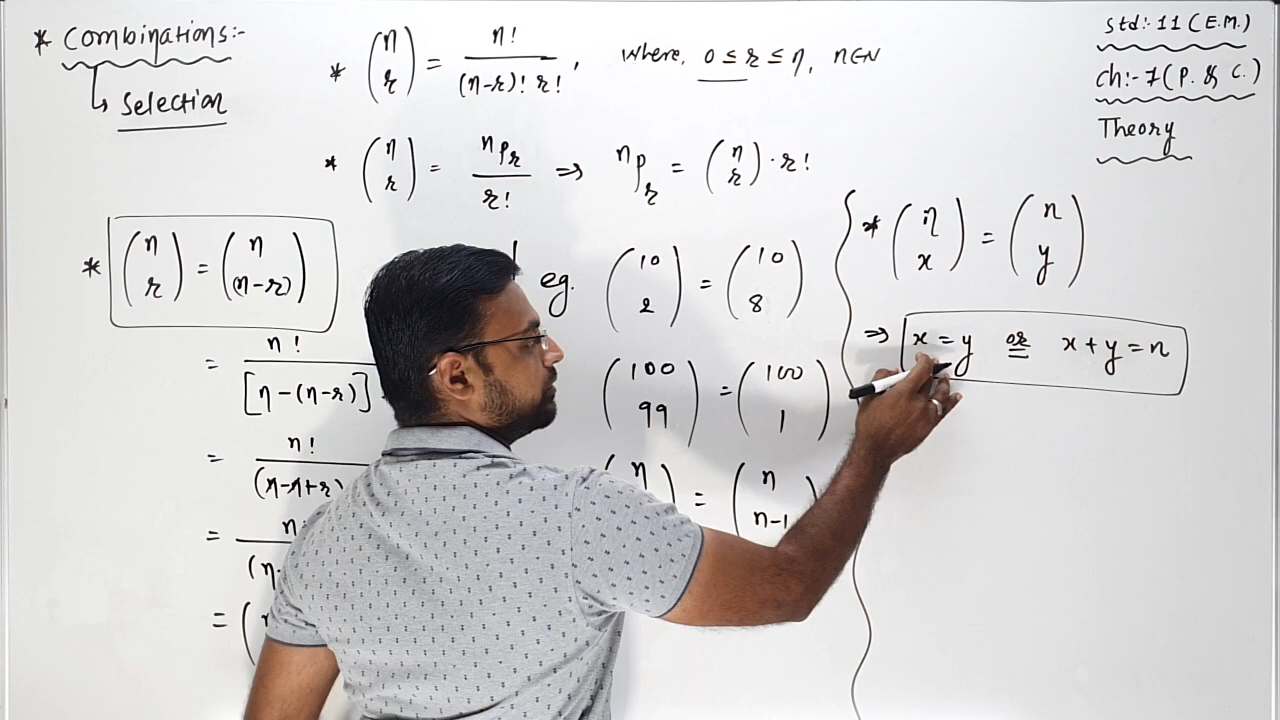 * Combinations:-
↳ Selection
* (n r) = n! / (n-r)! r! , where, 0 ≤ r ≤ n, n∈N
* (n r) = nPr / r! ⇒ nPr = (n r) · r!
std:- 11 (E.M.)
ch:- 7 (P. & C.)
Theory
* (n r) = (n (n-r))
= n! / [n-(n-r)]
= n! / (n-n+r)
= n! / (n-
= (
eg. (10 2) = (10 8)
(100 99) = (100 1)
(n = (n n-1
* (n x) = (n y)
⇒ x = y or x + y = n